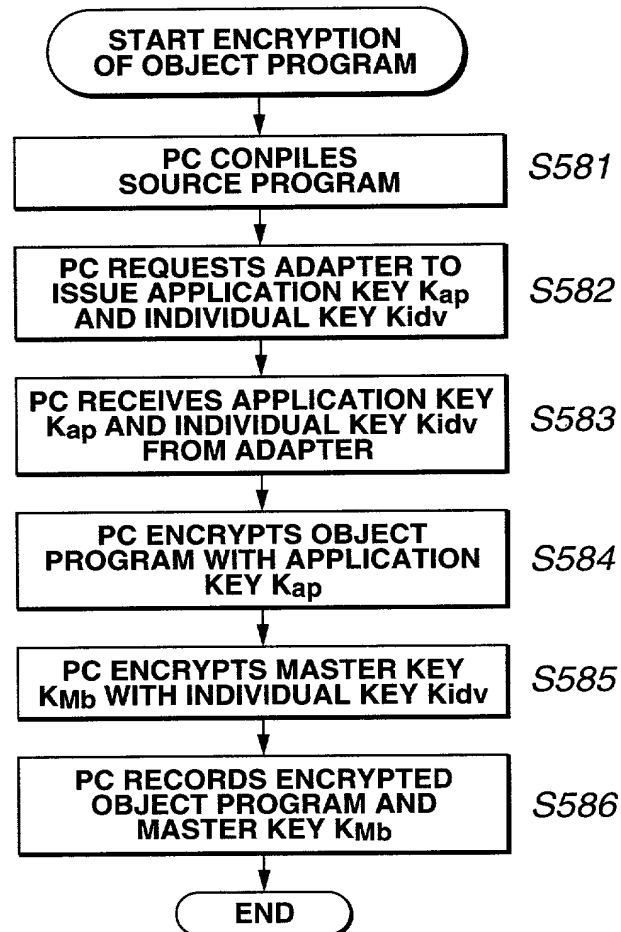 START ENCRYPTION
OF OBJECT PROGRAM
PC CONPILES
SOURCE PROGRAM
S581
PC REQUESTS ADAPTER TO
ISSUE APPLICATION KEY Kap
AND INDIVIDUAL KEY Kidv
S582
PC RECEIVES APPLICATION KEY
Kap AND INDIVIDUAL KEY Kidv
FROM ADAPTER
S583
PC ENCRYPTS OBJECT
PROGRAM WITH APPLICATION
KEY Kap
S584
PC ENCRYPTS MASTER KEY
KMb WITH INDIVIDUAL KEY Kidv
S585
PC RECORDS ENCRYPTED
OBJECT PROGRAM AND
MASTER KEY KMb
S586
END